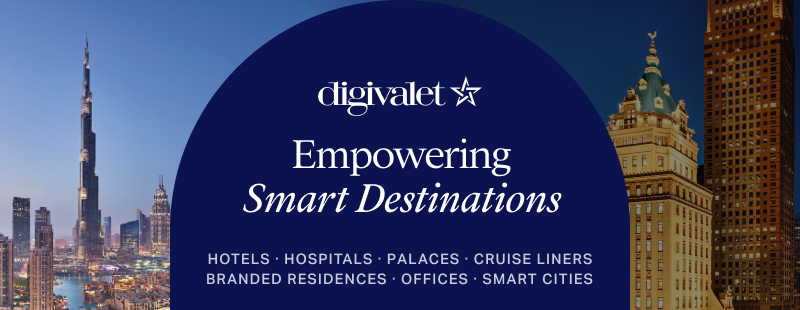 digivalet
Empowering
Smart Destinations
HOTELS · HOSPITALS · PALACES · CRUISE LINERS
BRANDED RESIDENCES · OFFICES · SMART CITIES